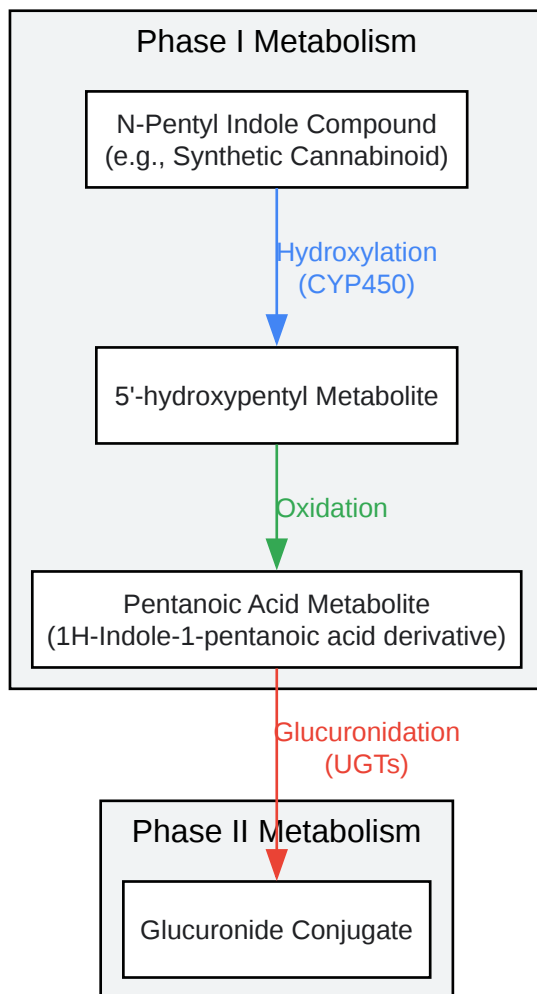 Phase I Metabolism
N-Pentyl Indole Compound
(e.g., Synthetic Cannabinoid)
Hydroxylation
(CYP450)
5'-hydroxypentyl Metabolite
Oxidation
Pentanoic Acid Metabolite
(1H-Indole-1-pentanoic acid derivative)
Glucuronidation
(UGTs)
Phase II Metabolism
Glucuronide Conjugate